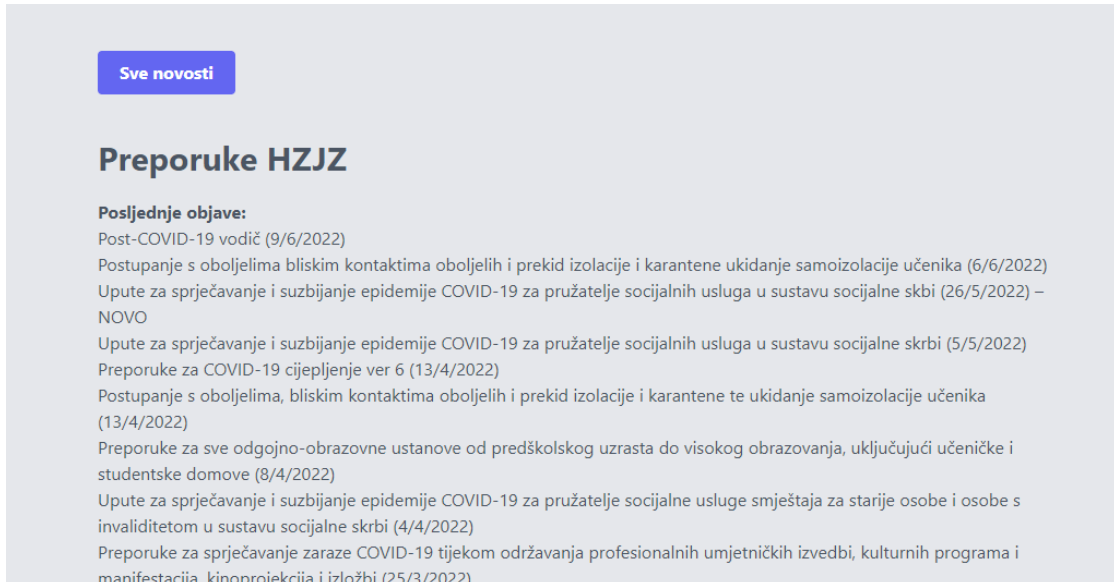 Sve novosti
Preporuke HZJZ
Posljednje objave:
Post-COVID-19 vodič (9/6/2022)
Postupanje s oboljelima bliskim kontaktima oboljelih i prekid izolacije i karantene ukidanje samoizolacije učenika (6/6/2022)
Upute za sprječavanje i suzbijanje epidemije COVID-19 za pružatelje socijalnih usluga u sustavu socijalne skbi (26/5/2022) –
NOVO
Upute za sprječavanje i suzbijanje epidemije COVID-19 za pružatelje socijalnih usluga u sustavu socijalne skrbi (5/5/2022)
Preporuke za COVID-19 cijepljenje ver 6 (13/4/2022)
Postupanje s oboljelima, bliskim kontaktima oboljelih i prekid izolacije i karantene te ukidanje samoizolacije učenika
(13/4/2022)
Preporuke za sve odgojno-obrazovne ustanove od predškolskog uzrasta do visokog obrazovanja, uključujući učeničke i
studentske domove (8/4/2022)
Upute za sprječavanje i suzbijanje epidemije COVID-19 za pružatelje socijalne usluge smještaja za starije osobe i osobe s
invaliditetom u sustavu socijalne skrbi (4/4/2022)
Preporuke za sprječavanje zaraze COVID-19 tijekom održavanja profesionalnih umjetničkih izvedbi, kulturnih programa i
manifestacija, kinoprojekcija i izložbi (25/3/2022)